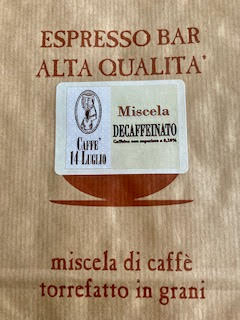 ESPRESSO BAR
ALTA QUALITA'
Miscela
DECAFFEINATO
Caffeina non superiore a 0,10%
CAFFE'
14 LUGLIO
miscela di caffè
torrefatto in grani